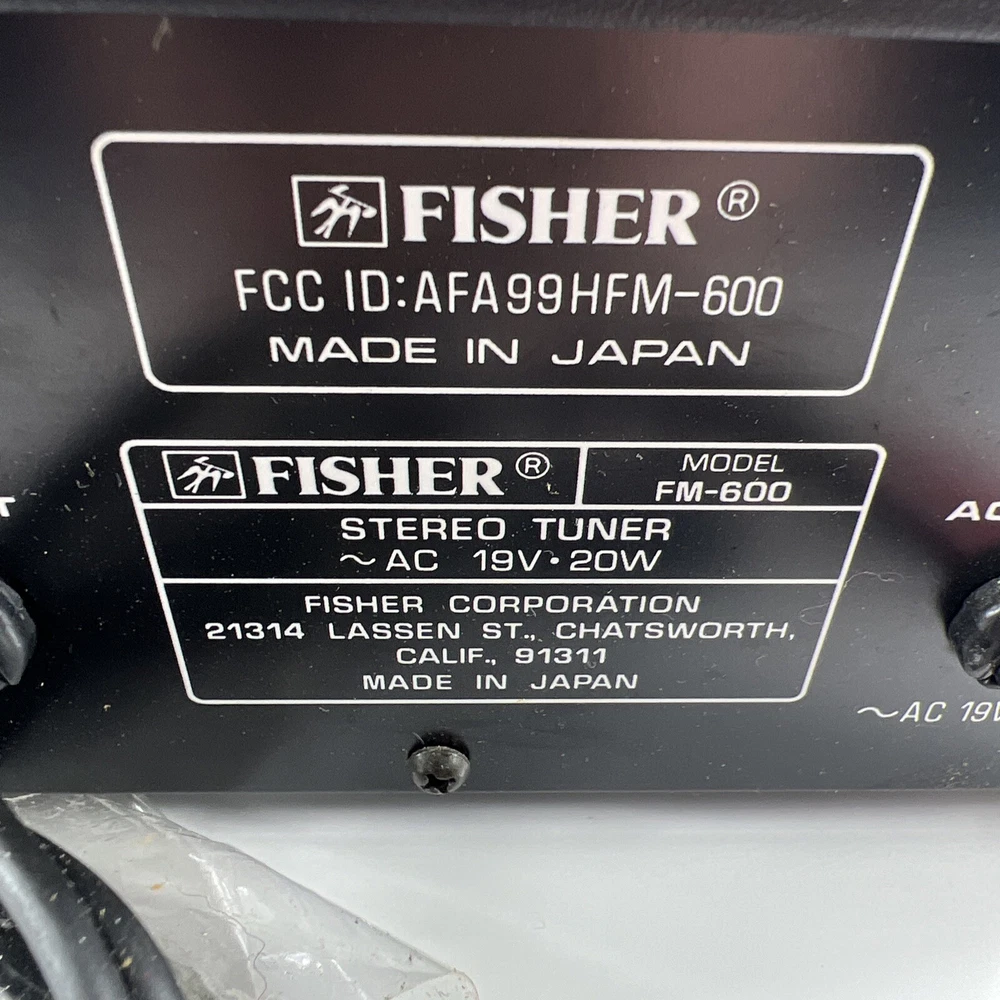 FISHER ®
FCC ID:AFA99HFM-600
MADE IN JAPAN
FISHER ®
MODEL
FM-600
STEREO TUNER
~ AC 19V·20W
FISHER CORPORATION
21314 LASSEN ST., CHATSWORTH,
CALIF., 91311
MADE IN JAPAN
T
AC
~AC 19V